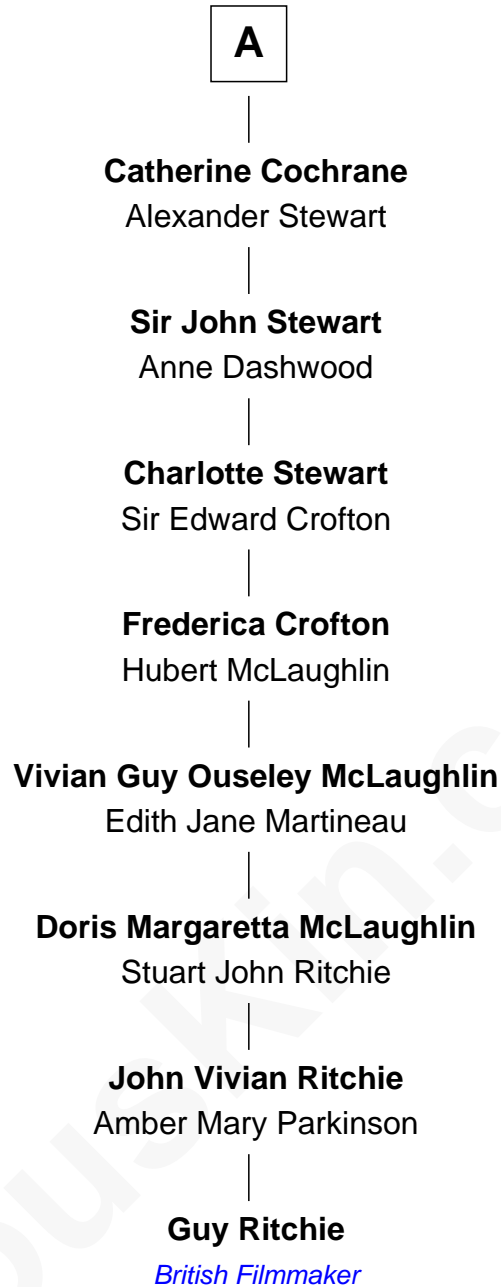 A
Catherine Cochrane
Alexander Stewart
Sir John Stewart
Anne Dashwood
Charlotte Stewart
Sir Edward Crofton
Frederica Crofton
Hubert McLaughlin
Vivian Guy Ouseley McLaughlin
Edith Jane Martineau
Doris Margaretta McLaughlin
Stuart John Ritchie
John Vivian Ritchie
Amber Mary Parkinson
Guy Ritchie
British Filmmaker